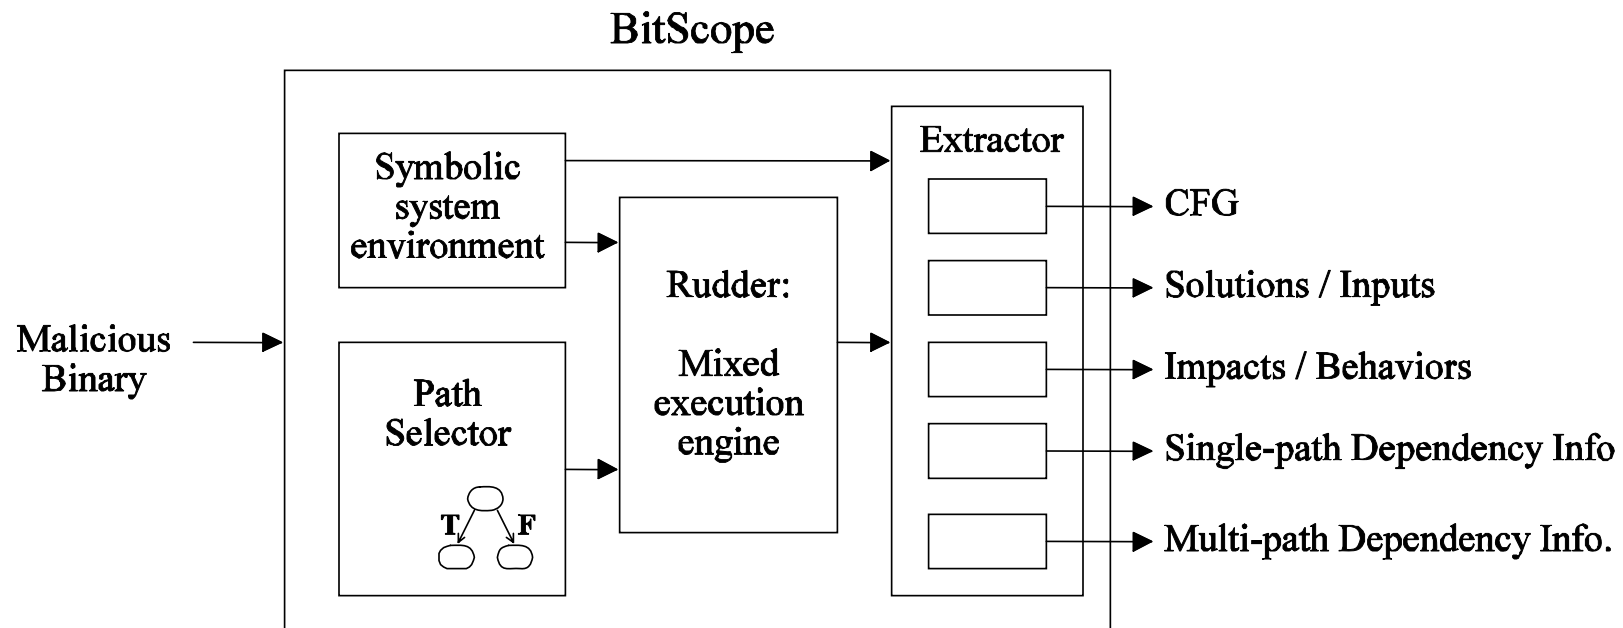 BitScope
Symbolic
system
environment
Extractor
Rudder:
Mixed
execution
engine
Malicious
Binary
Path
Selector
T
F
CFG
Solutions / Inputs
Impacts / Behaviors
Single-path Dependency Info
Multi-path Dependency Info.